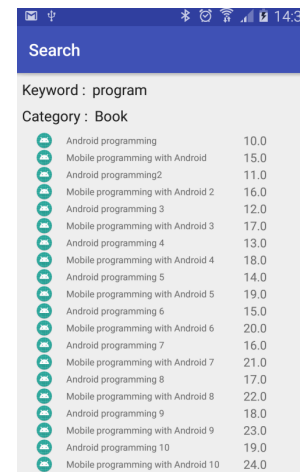 14:3
Search
Keyword : program
Category : Book
Android programming 10.0
Mobile programming with Android 15.0
Android programming2 11.0
Mobile programming with Android 2 16.0
Android programming 3 12.0
Mobile programming with Android 3 17.0
Android programming 4 13.0
Mobile programming with Android 4 18.0
Android programming 5 14.0
Mobile programming with Android 5 19.0
Android programming 6 15.0
Mobile programming with Android 6 20.0
Android programming 7 16.0
Mobile programming with Android 7 21.0
Android programming 8 17.0
Mobile programming with Android 8 22.0
Android programming 9 18.0
Mobile programming with Android 9 23.0
Android programming 10 19.0
Mobile programming with Android 10 24.0